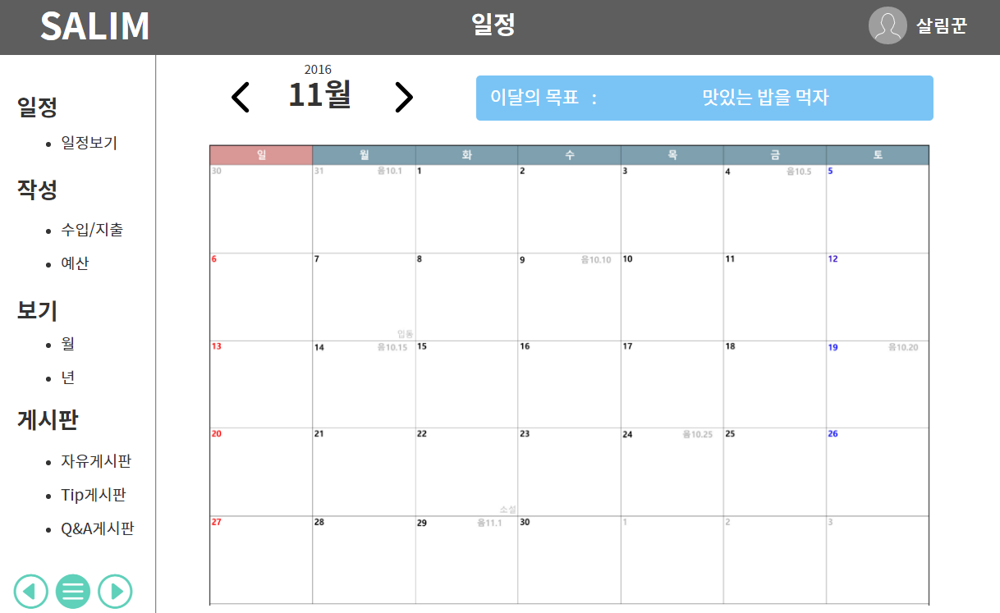 SALIM
일정
살림꾼
일정
일정보기
작성
수입/지출
예산
보기
월
년
게시판
자유게시판
Tip게시판
Q&A게시판
2016
11월
이달의 목표 : 맛있는 밥을 먹자
일 월 화 수 목 금 토
30 31 음10.1 1 2 3 4 음10.5 5
6 7 8 9 음10.10 10 11 12
입동
13 14 음10.15 15 16 17 18 19 음10.20
20 21 22 23 24 음10.25 25 26
소설
27 28 29 음11.1 30 1 2 3